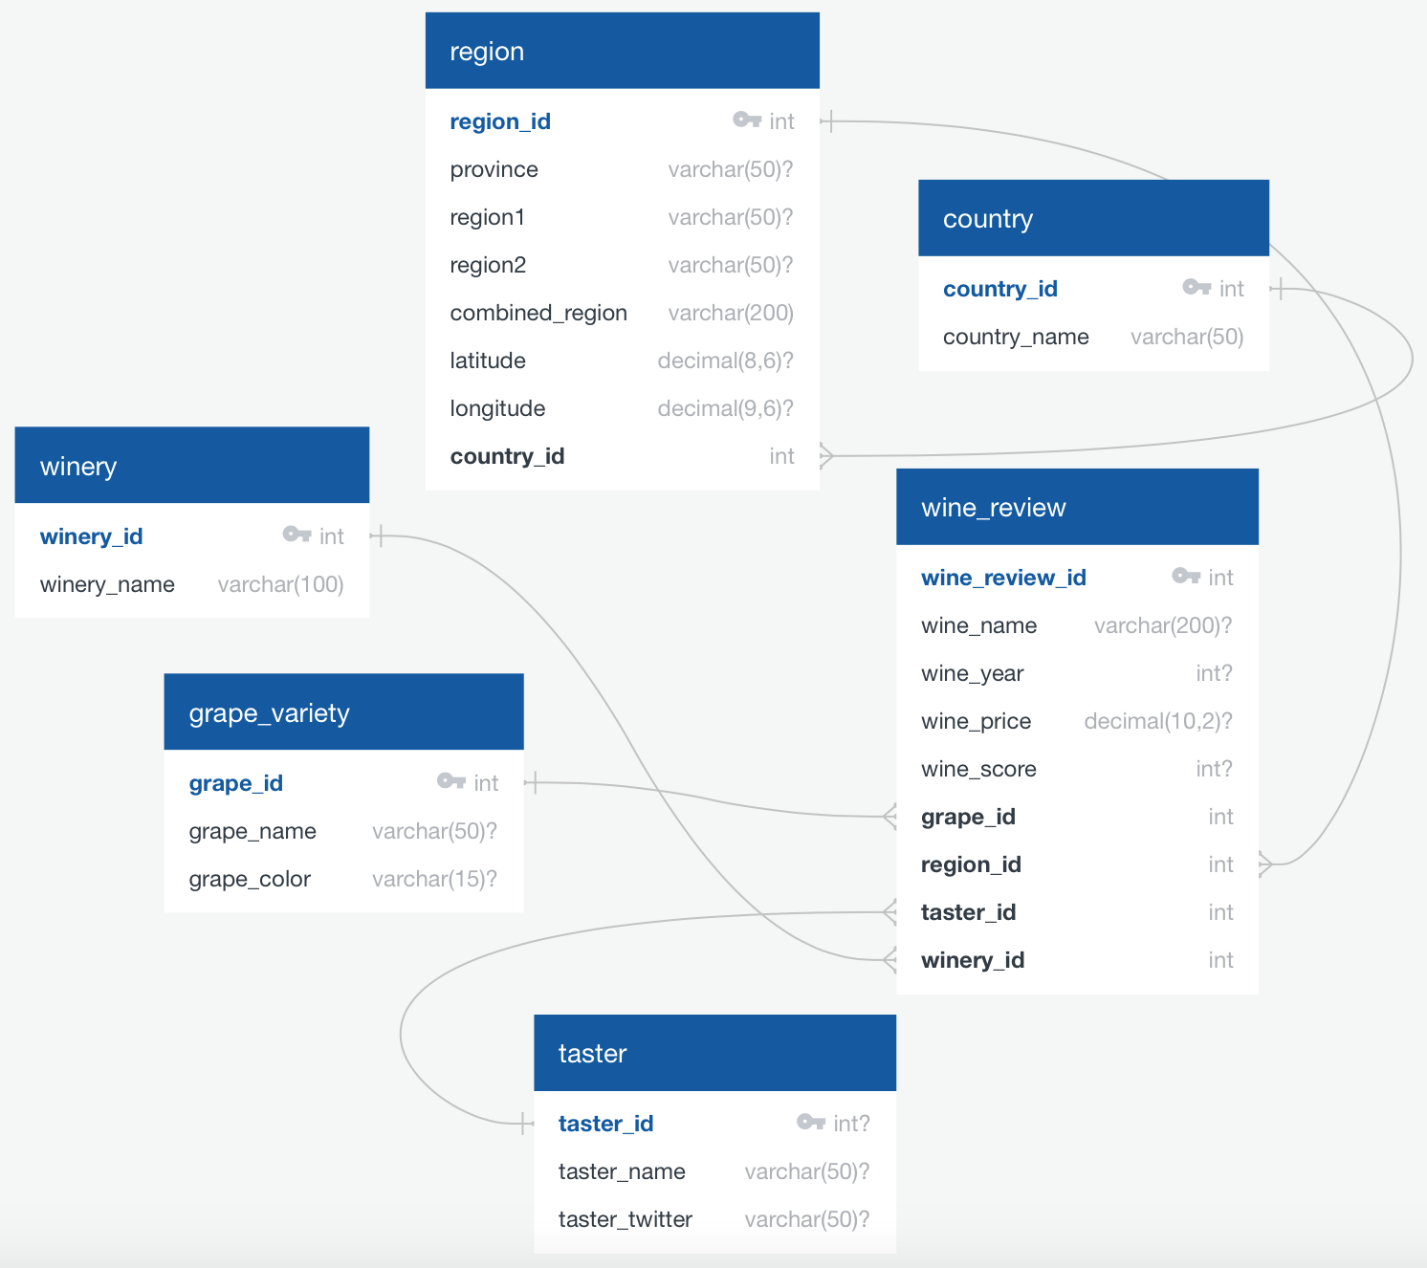 region
region_id int
province varchar(50)?
region1 varchar(50)?
region2 varchar(50)?
combined_region varchar(200)
latitude decimal(8,6)?
longitude decimal(9,6)?
country_id int
country
country_id int
country_name varchar(50)
winery
winery_id int
winery_name varchar(100)
wine_review
wine_review_id int
wine_name varchar(200)?
wine_year int?
wine_price decimal(10,2)?
wine_score int?
grape_id int
region_id int
taster_id int
winery_id int
grape_variety
grape_id int
grape_name varchar(50)?
grape_color varchar(15)?
taster
taster_id int?
taster_name varchar(50)?
taster_twitter varchar(50)?